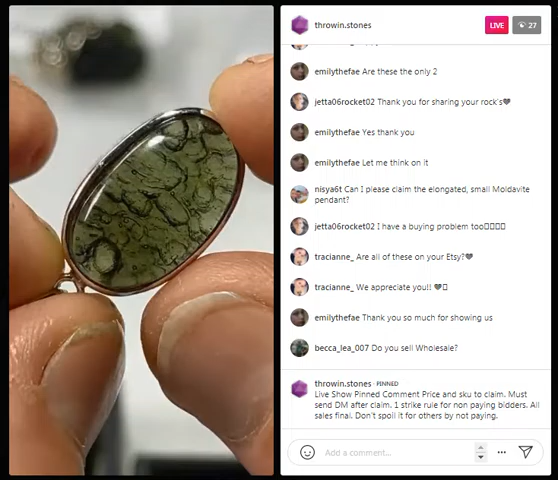 throwin.stones
LIVE
27
emilythefae Are these the only 2
jetta06rocket02 Thank you for sharing your rock's🖤
emilythefae Yes thank you
emilythefae Let me think on it
nisya6t Can I please claim the elongated, small Moldavite
pendant?
jetta06rocket02 I have a buying problem too▯▯▯▯
tracianne_ Are all of these on your Etsy?🖤
tracianne_ We appreciate you!! 🖤▯
emilythefae Thank you so much for showing us
becca_lea_007 Do you sell Wholesale?
throwin.stones · PINNED
Live Show Pinned Comment Price and sku to claim. Must
send DM after claim. 1 strike rule for non paying bidders. All
sales final. Don't spoil it for others by not paying.
Add a comment...